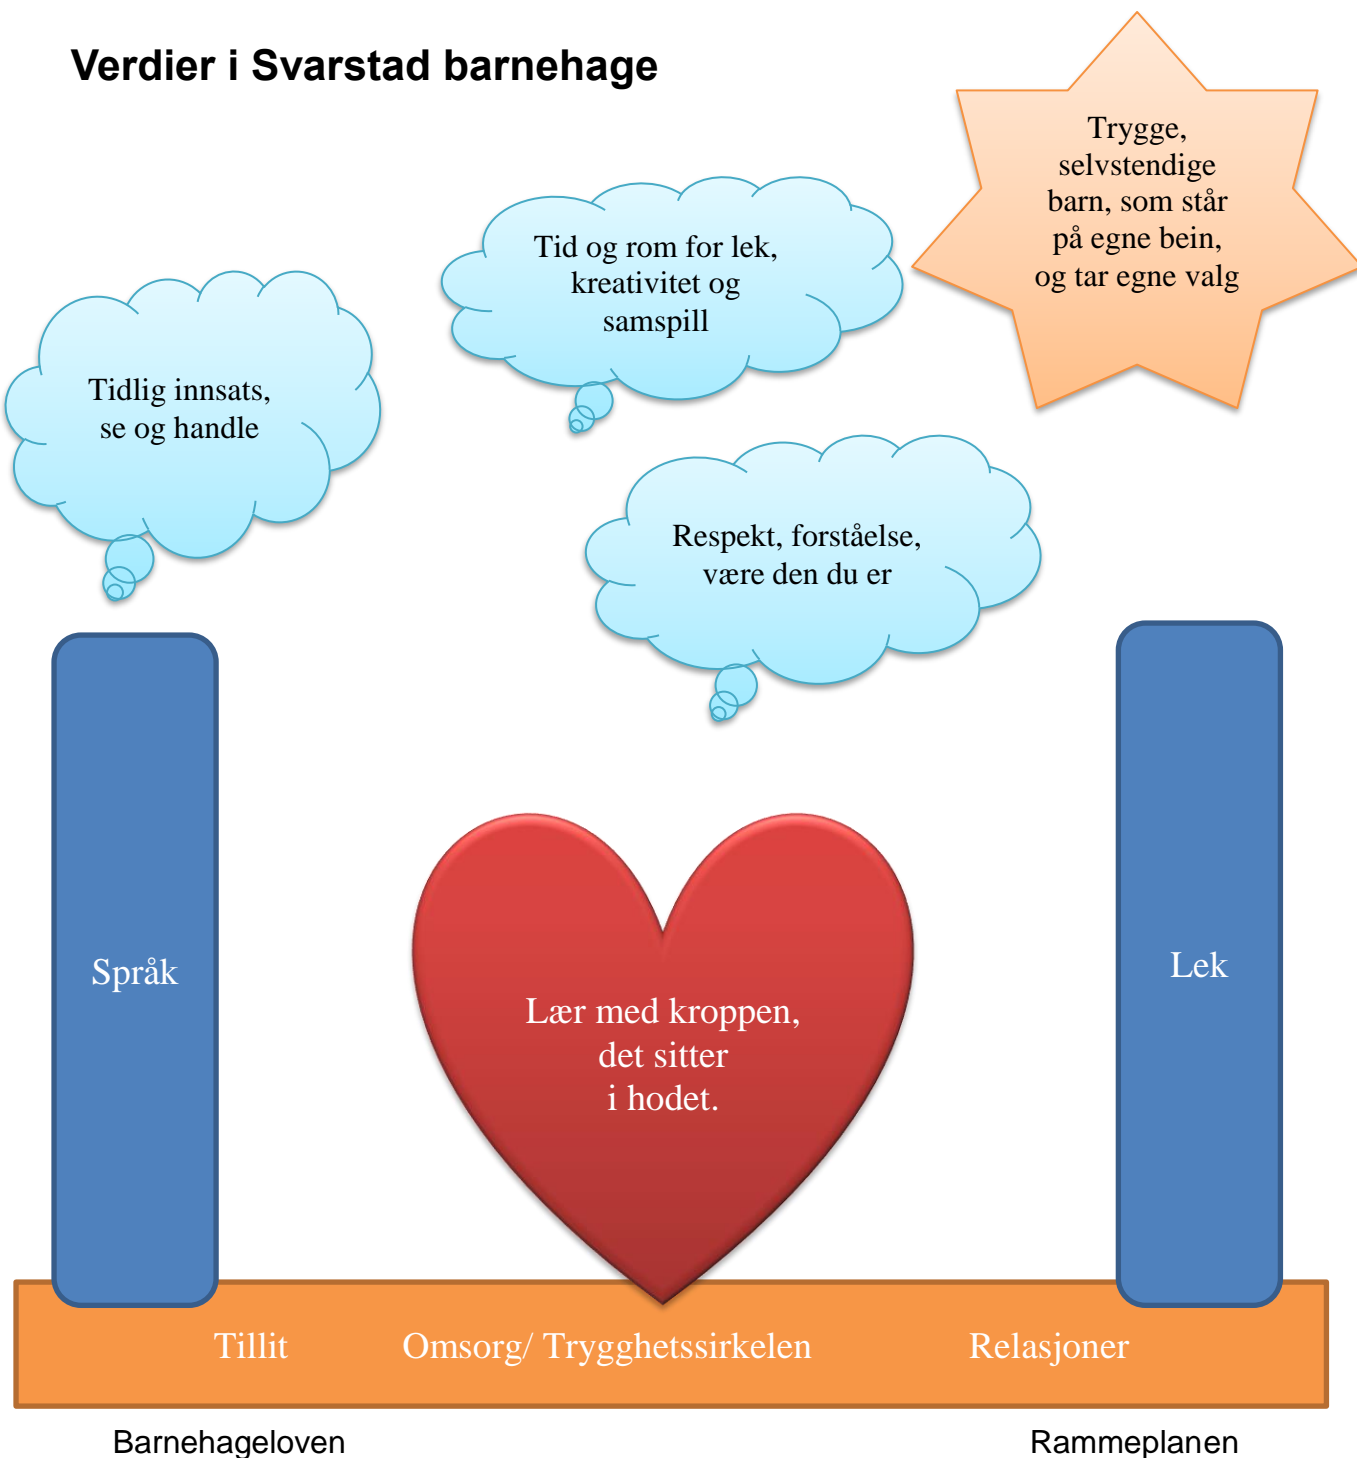 Verdier i Svarstad barnehage
Trygge,
selvstendige
barn, som står
på egne bein,
og tar egne valg
Tid og rom for lek,
kreativitet og
samspill
Tidlig innsats,
se og handle
Respekt, forståelse,
være den du er
Språk
Lek
Lær med kroppen,
det sitter
i hodet.
Tillit Omsorg/ Trygghetssirkelen Relasjoner
Barnehageloven Rammeplanen